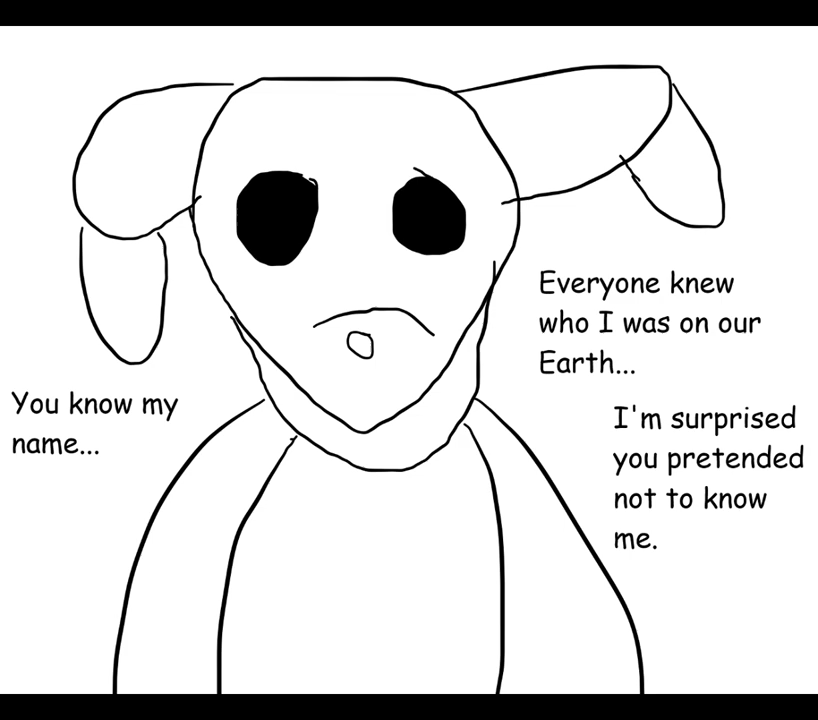 You know my
name...
Everyone knew
who I was on our
Earth...
I'm surprised
you pretended
not to know
me.